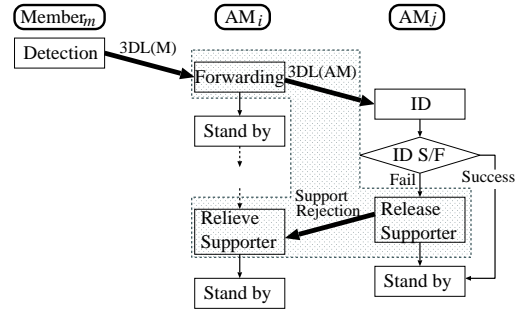 Member_m AM_i AM_j
Detection
3DL(M)
Forwarding
3DL(AM)
ID
Stand by
ID S/F
Success
Fail
Support
Rejection
Relieve
Supporter
Release
Supporter
Stand by
Stand by